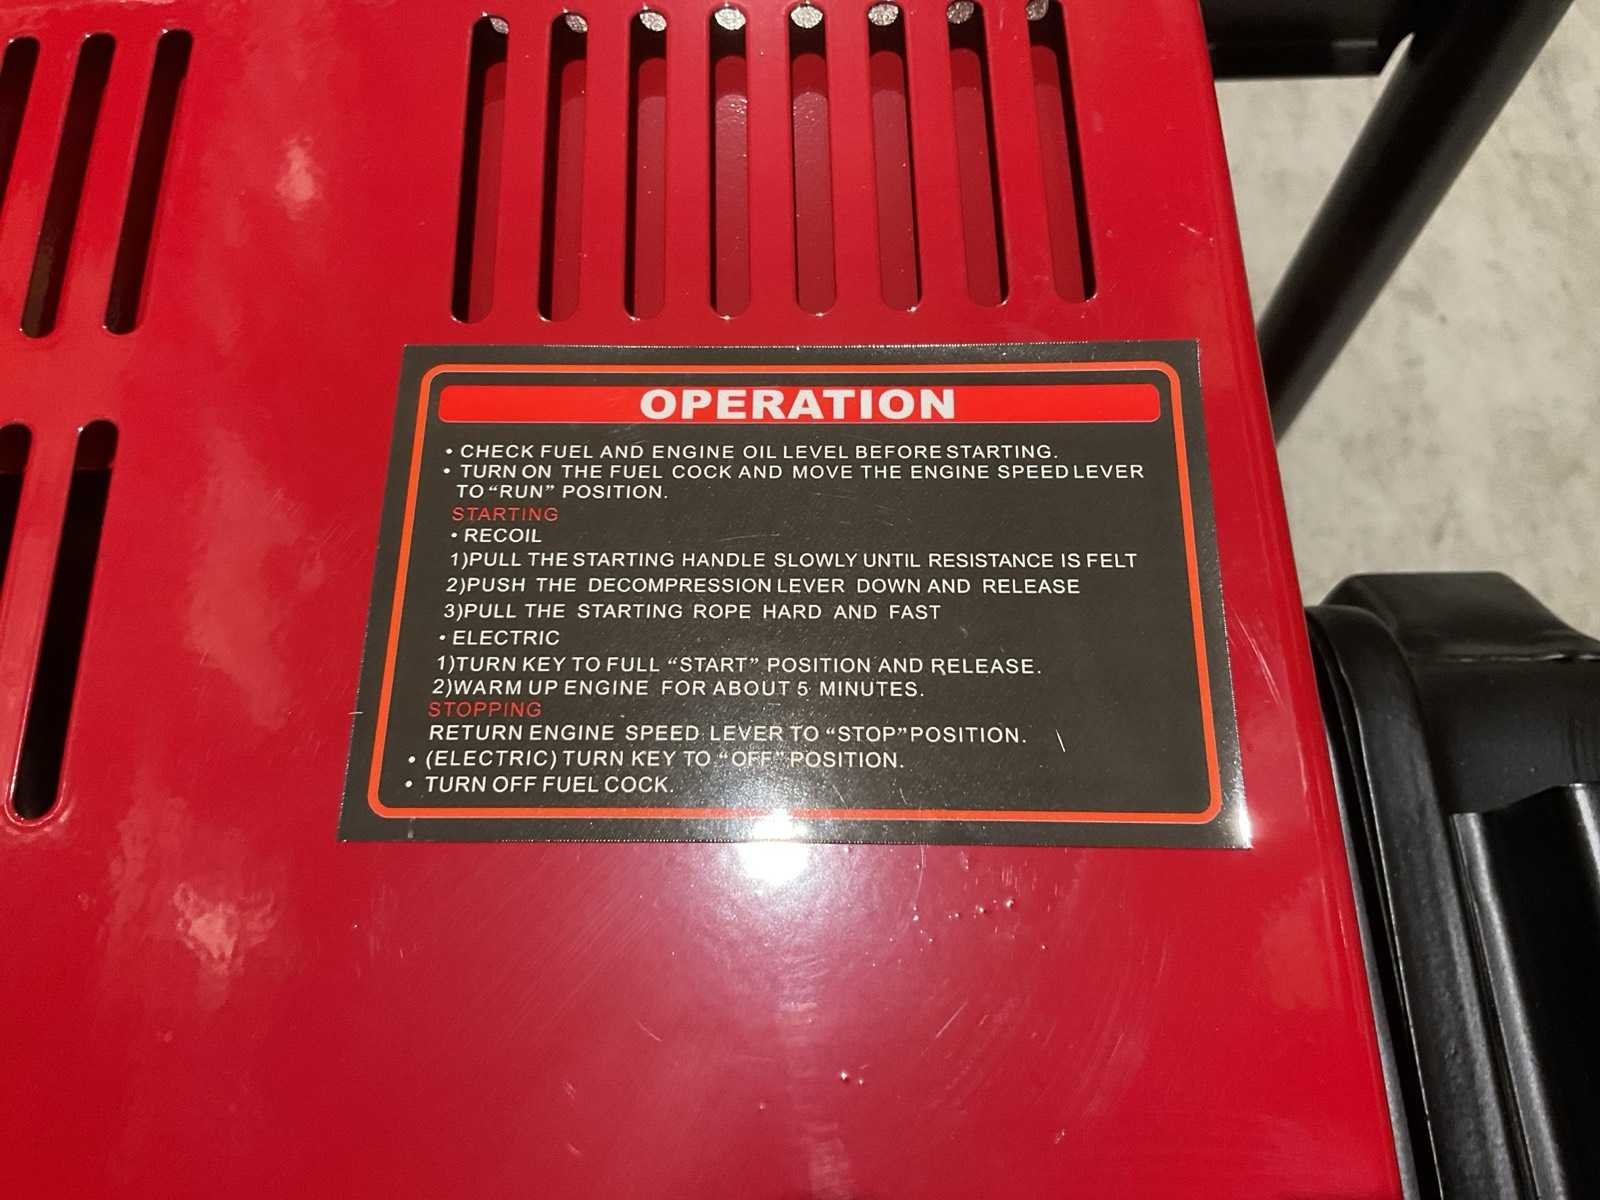 OPERATION
• CHECK FUEL AND ENGINE OIL LEVEL BEFORE STARTING.
• TURN ON THE FUEL COCK AND MOVE THE ENGINE SPEED LEVER
TO “RUN” POSITION.
STARTING
• RECOIL
1)PULL THE STARTING HANDLE SLOWLY UNTIL RESISTANCE IS FELT
2)PUSH THE DECOMPRESSION LEVER DOWN AND RELEASE
3)PULL THE STARTING ROPE HARD AND FAST
• ELECTRIC
1)TURN KEY TO FULL “START” POSITION AND RELEASE.
2)WARM UP ENGINE FOR ABOUT 5 MINUTES.
STOPPING
RETURN ENGINE SPEED LEVER TO “STOP”POSITION.
• (ELECTRIC) TURN KEY TO “OFF” POSITION.
• TURN OFF FUEL COCK.